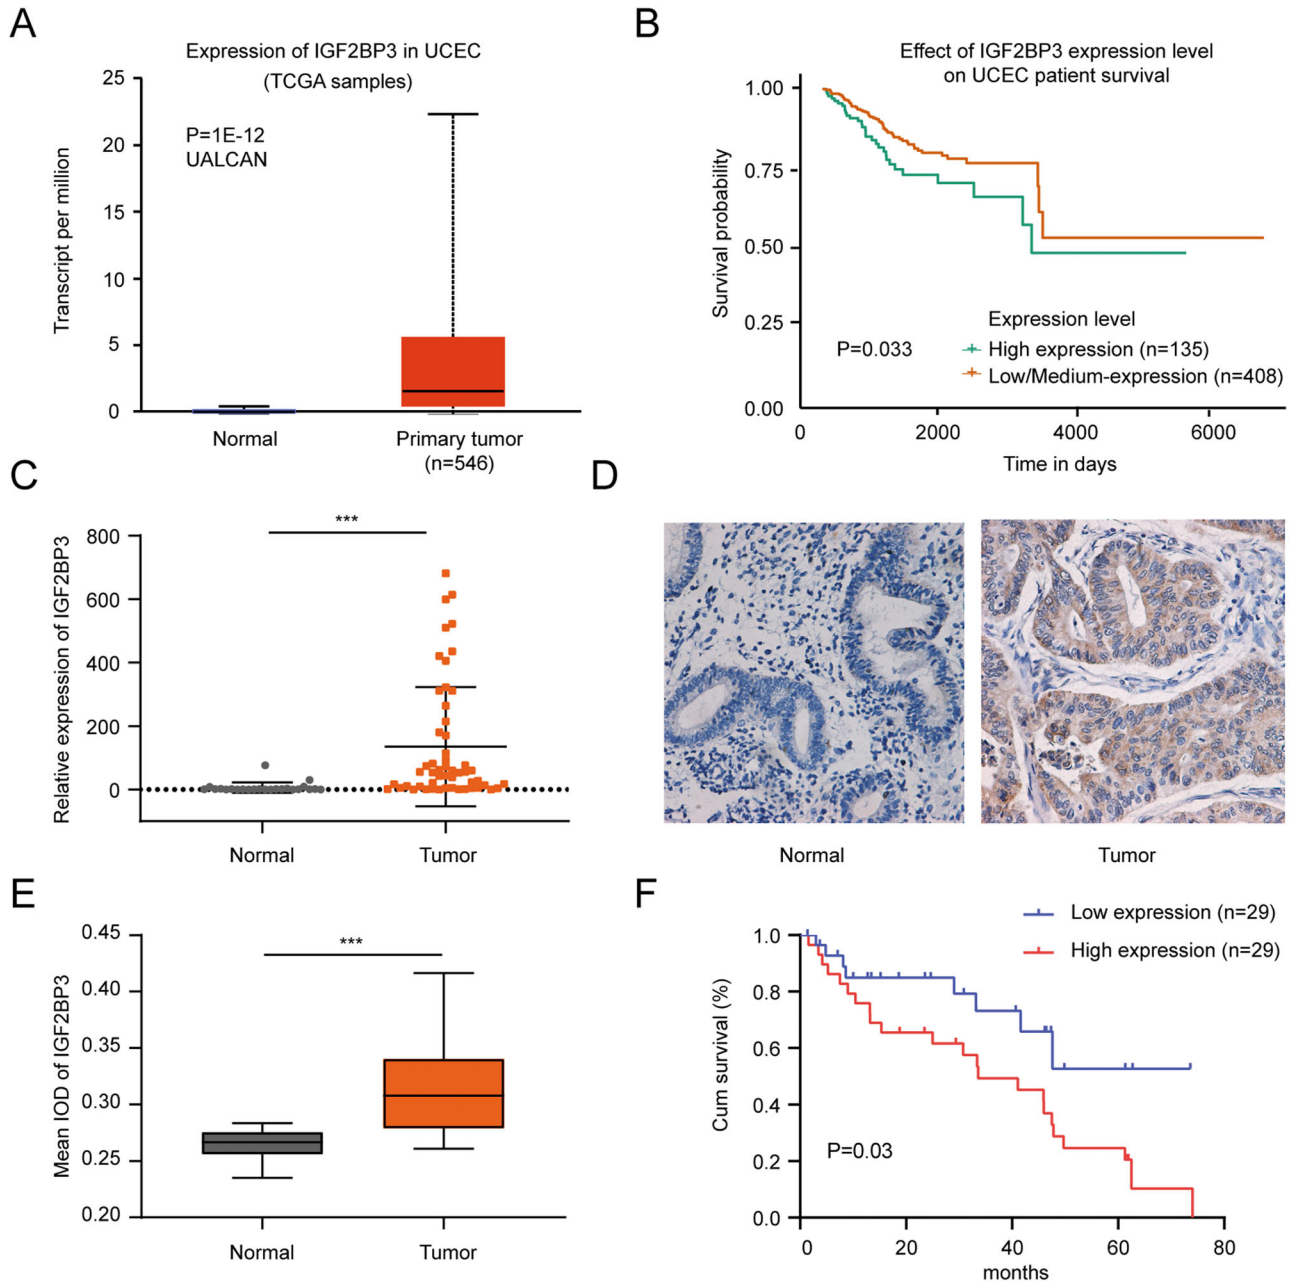 A
Expression of IGF2BP3 in UCEC
(TCGA samples)
P=1E-12
UALCAN
Transcript per million
25
20
15
10
5
0
Normal
Primary tumor
(n=546)
B
Effect of IGF2BP3 expression level
on UCEC patient survival
Survival probability
1.00
0.75
0.50
0.25
0.00
P=0.033
Expression level
High expression (n=135)
Low/Medium-expression (n=408)
0
2000
4000
6000
Time in days
C
Relative expression of IGF2BP3
800
600
400
200
0
***
Normal
Tumor
D
Normal
Tumor
E
Mean IOD of IGF2BP3
0.45
0.40
0.35
0.30
0.25
0.20
***
Normal
Tumor
F
Low expression (n=29)
High expression (n=29)
Cum survival (%)
1.0
0.8
0.6
0.4
0.2
0.0
P=0.03
0
20
40
60
80
months